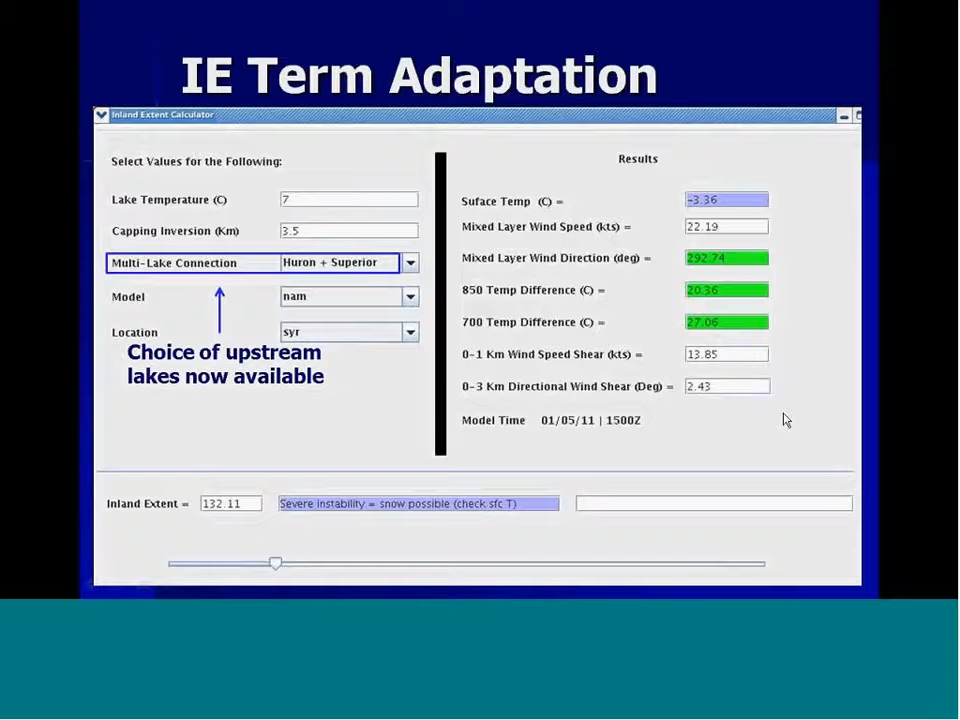 IE Term Adaptation
Inland Extent Calculator
Select Values for the Following:
Lake Temperature (C) 7
Capping Inversion (Km) 3.5
Multi-Lake Connection Huron + Superior
Model nam
Location syr
Choice of upstream
lakes now available
Results
Suface Temp (C) = -3.36
Mixed Layer Wind Speed (kts) = 22.19
Mixed Layer Wind Direction (deg) = 292.74
850 Temp Difference (C) = 20.36
700 Temp Difference (C) = 27.06
0-1 Km Wind Speed Shear (kts) = 13.85
0-3 Km Directional Wind Shear (Deg) = 2.43
Model Time 01/05/11 | 1500Z
Inland Extent = 132.11 Severe instability = snow possible (check sfc T)